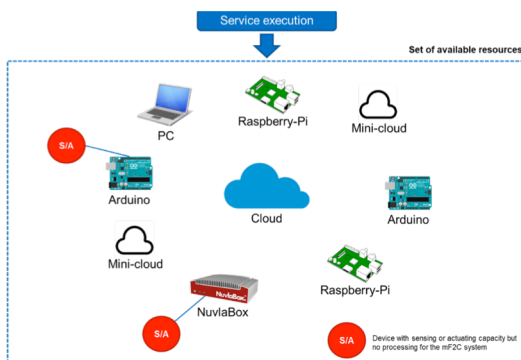 Service execution
Set of available resources
PC
Raspberry-Pi
Mini-cloud
S/A
Arduino
Cloud
Arduino
Mini-cloud
NuvlaBox
NuvlaBox
Raspberry-Pi
S/A
S/A
Device with sensing or actuating capacity but
no processing for the mF2C system